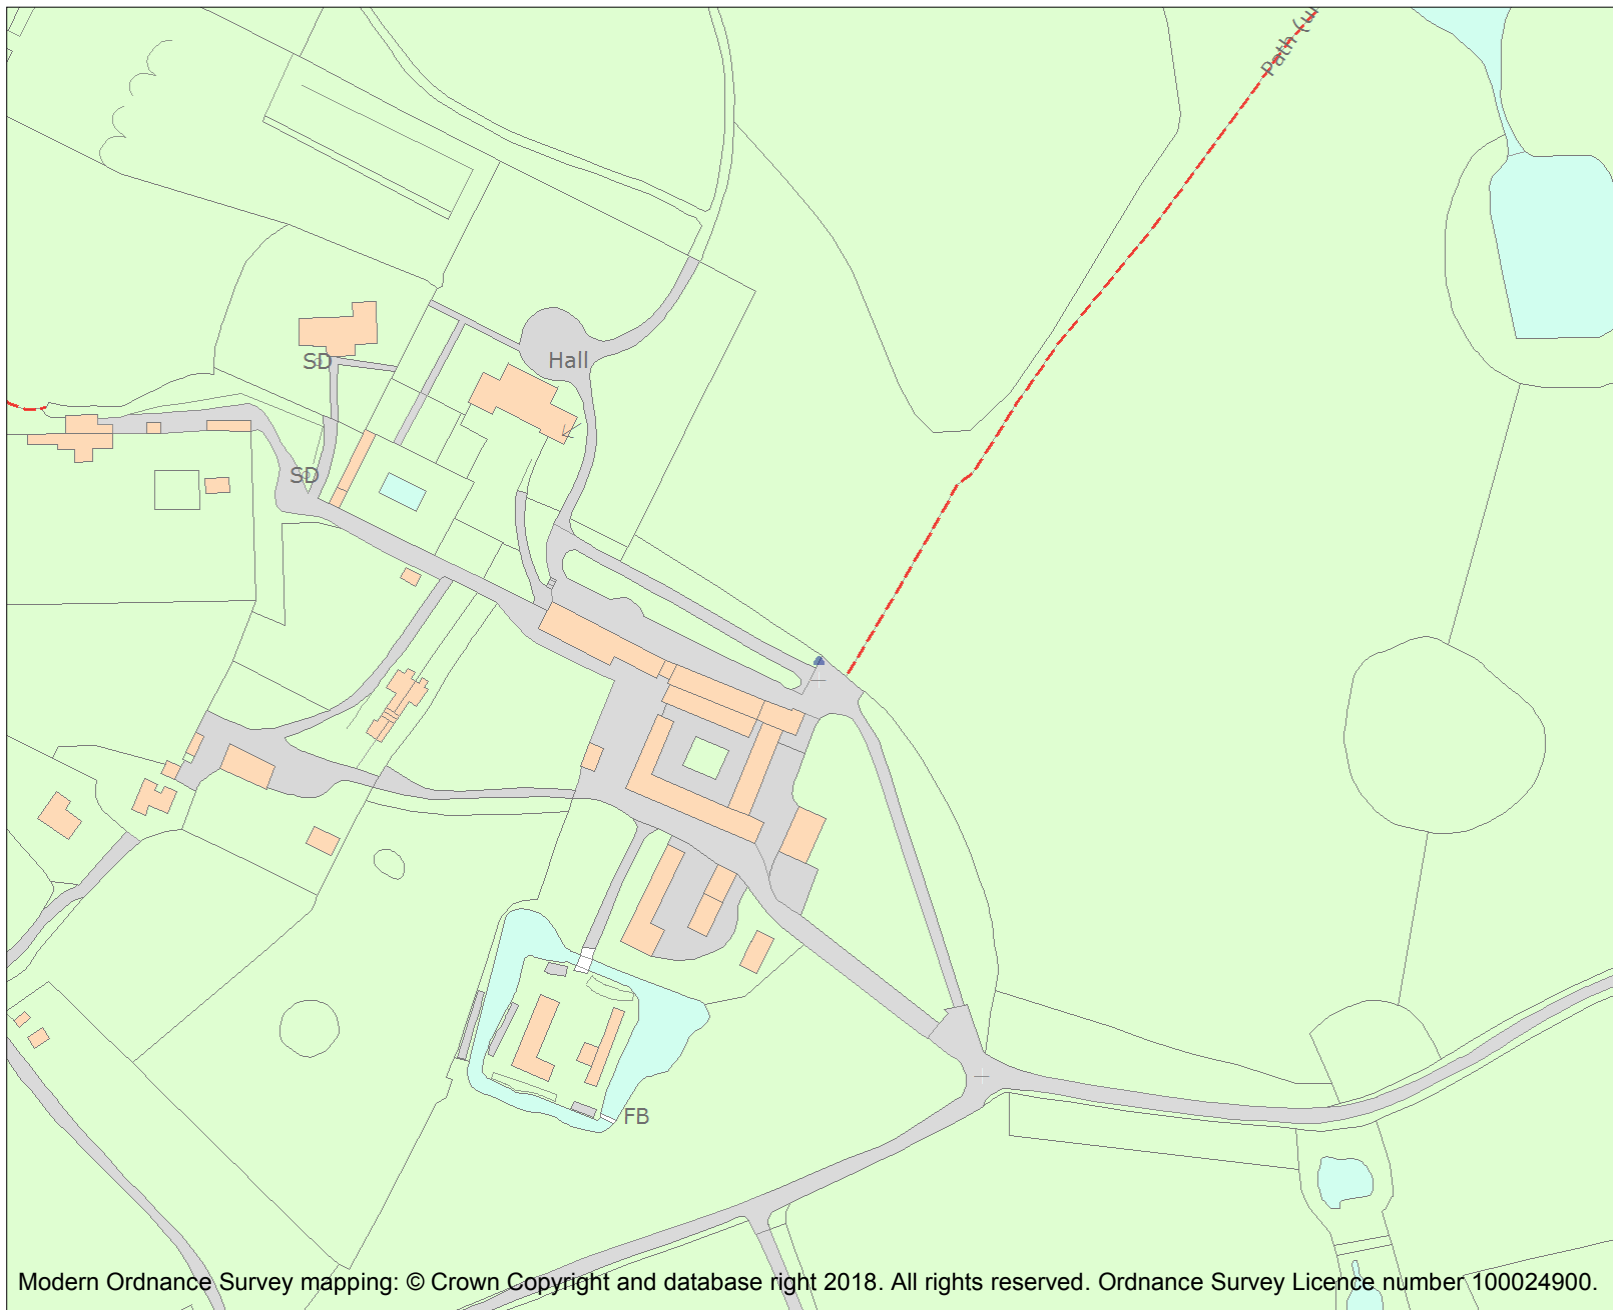 Path (u
Hall
SD
SD
FB
Modern Ordnance Survey mapping: © Crown Copyright and database right 2018. All rights reserved. Ordnance Survey Licence number 100024900.